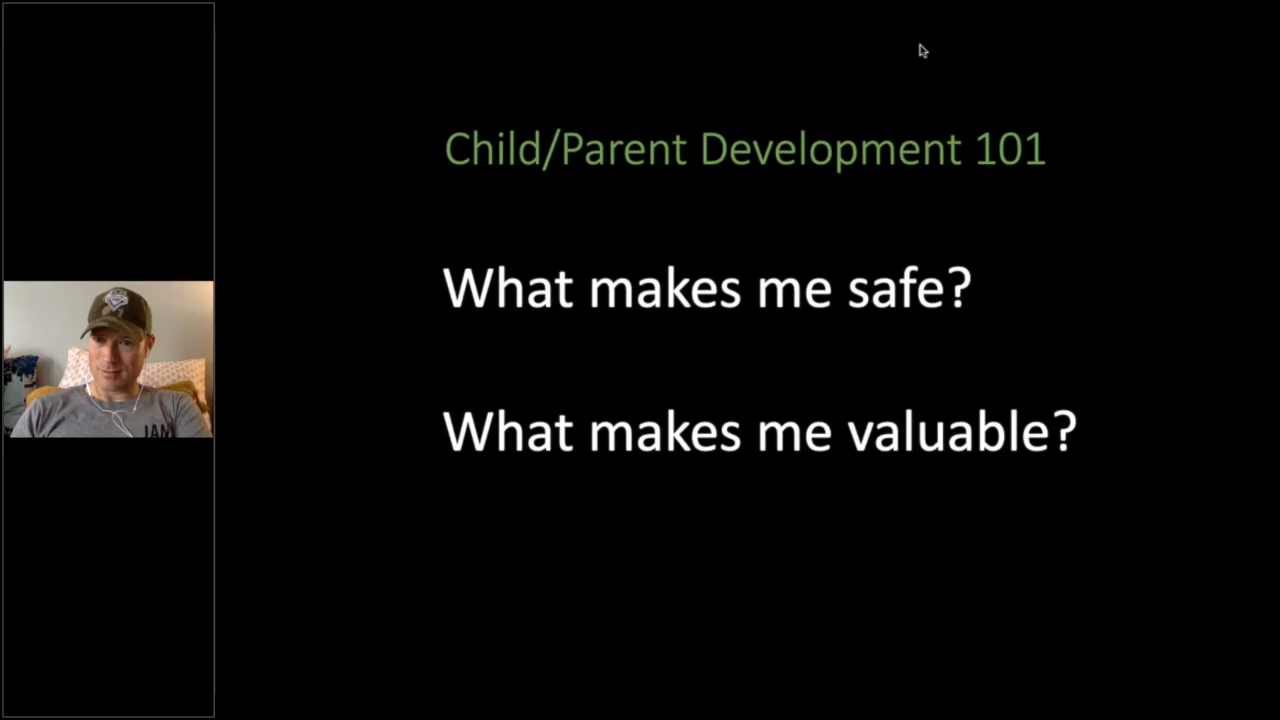 Child/Parent Development 101
What makes me safe?
What makes me valuable?